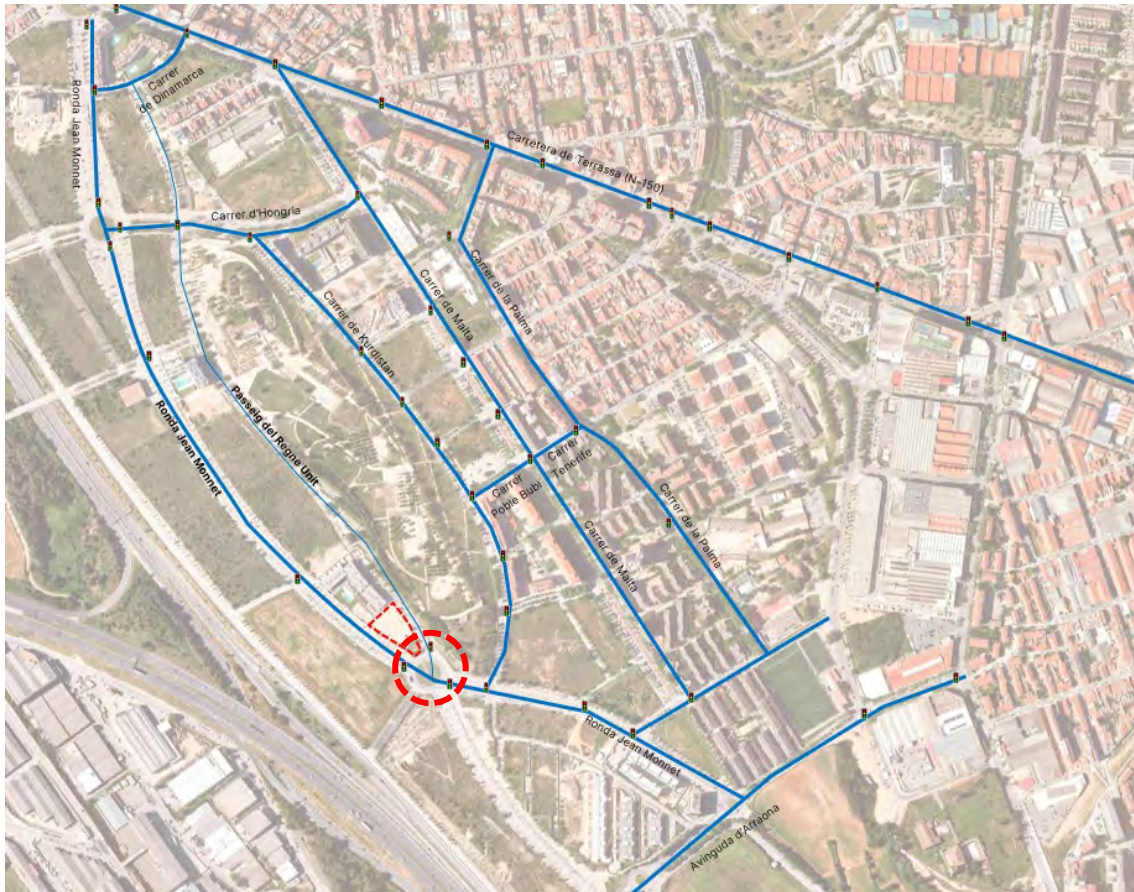 Carrer
de Dinamarca
Ronda Jean Monnet
Carretera de Terrassa (N-150)
Carrer d'Hongria
Carrer de la Palma
Carrer de Malta
Carrer de Kurdistan
Passeig del Regne Unit
Ronda Jean Monnet
Carrer
Tenerife
Carrer
Poble Bubi
Carrer de la Palma
Carrer de Malta
Ronda Jean Monnet
Avinguda d'Arraona